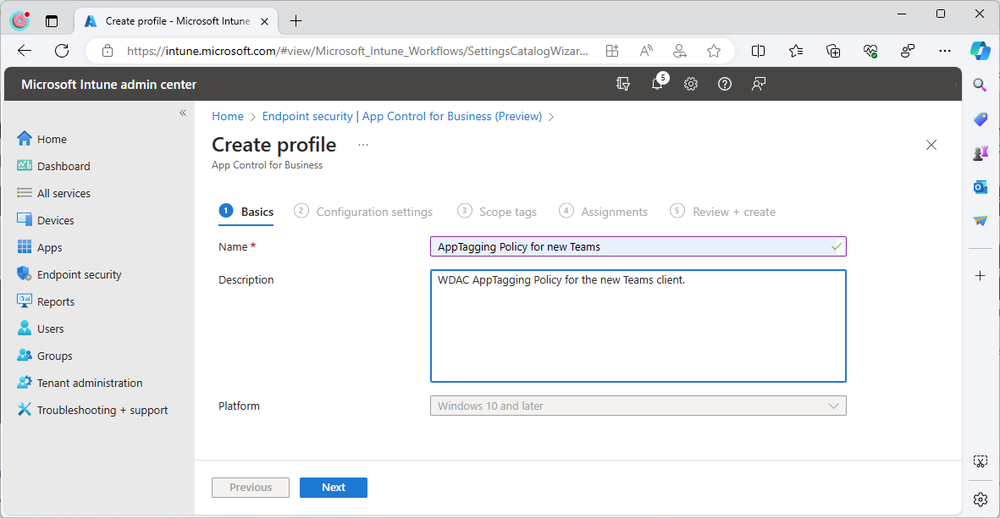 Create profile - Microsoft Intune
https://intune.microsoft.com/#view/Microsoft_Intune_Workflows/SettingsCatalogWizar...
Microsoft Intune admin center
5
Home
Dashboard
All services
Devices
Apps
Endpoint security
Reports
Users
Groups
Tenant administration
Troubleshooting + support
Home > Endpoint security | App Control for Business (Preview) >
Create profile ...
App Control for Business
1 Basics 2 Configuration settings 3 Scope tags 4 Assignments 5 Review + create
Name * AppTagging Policy for new Teams
Description WDAC AppTagging Policy for the new Teams client.
Platform Windows 10 and later
Previous Next